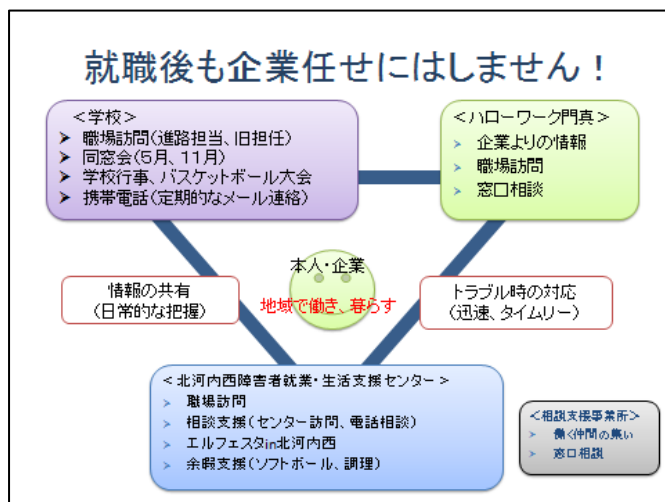 就職後も企業任せにはしません！
＜学校＞
➤ 職場訪問(進路担当、旧担任)
➤ 同窓会(５月、１１月)
➤ 学校行事、バスケットボール大会
➤ 携帯電話(定期的なメール連絡)
＜ハローワーク門真＞
➤ 企業よりの情報
➤ 職場訪問
➤ 窓口相談
本人・企業
地域で働き、暮らす
情報の共有
(日常的な把握)
トラブル時の対応
(迅速、タイムリー)
＜北河内西障害者就業・生活支援センター＞
➤ 職場訪問
➤ 相談支援(センター訪問、電話相談)
➤ エルフェスタin北河内西
➤ 余暇支援(ソフトボール、調理)
＜相談支援事業所＞
➤ 働く仲間の集い
➤ 窓口相談